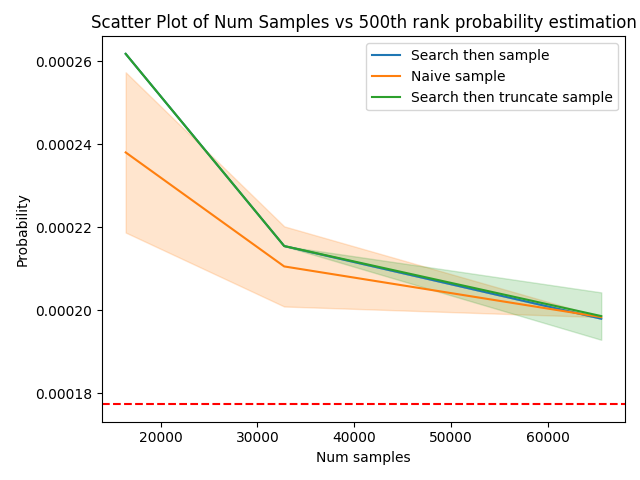 Scatter Plot of Num Samples vs 500th rank probability estimation
Search then sample
Naive sample
Search then truncate sample
Probability
0.00026
0.00024
0.00022
0.00020
0.00018
20000
30000
40000
50000
60000
Num samples